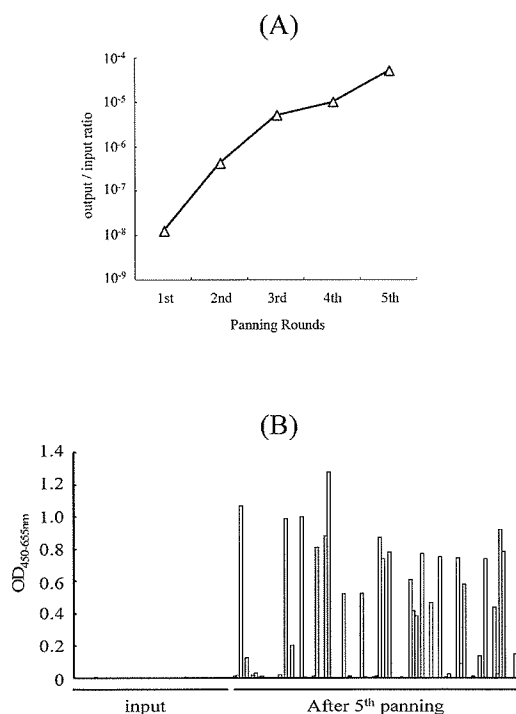 (A)
10⁻⁴
10⁻⁵
10⁻⁶
10⁻⁷
10⁻⁸
10⁻⁹
output / input ratio
1st 2nd 3rd 4th 5th
Panning Rounds
(B)
1.4
1.2
1.0
0.8
0.6
0.4
0.2
0
OD450-655nm
input After 5th panning